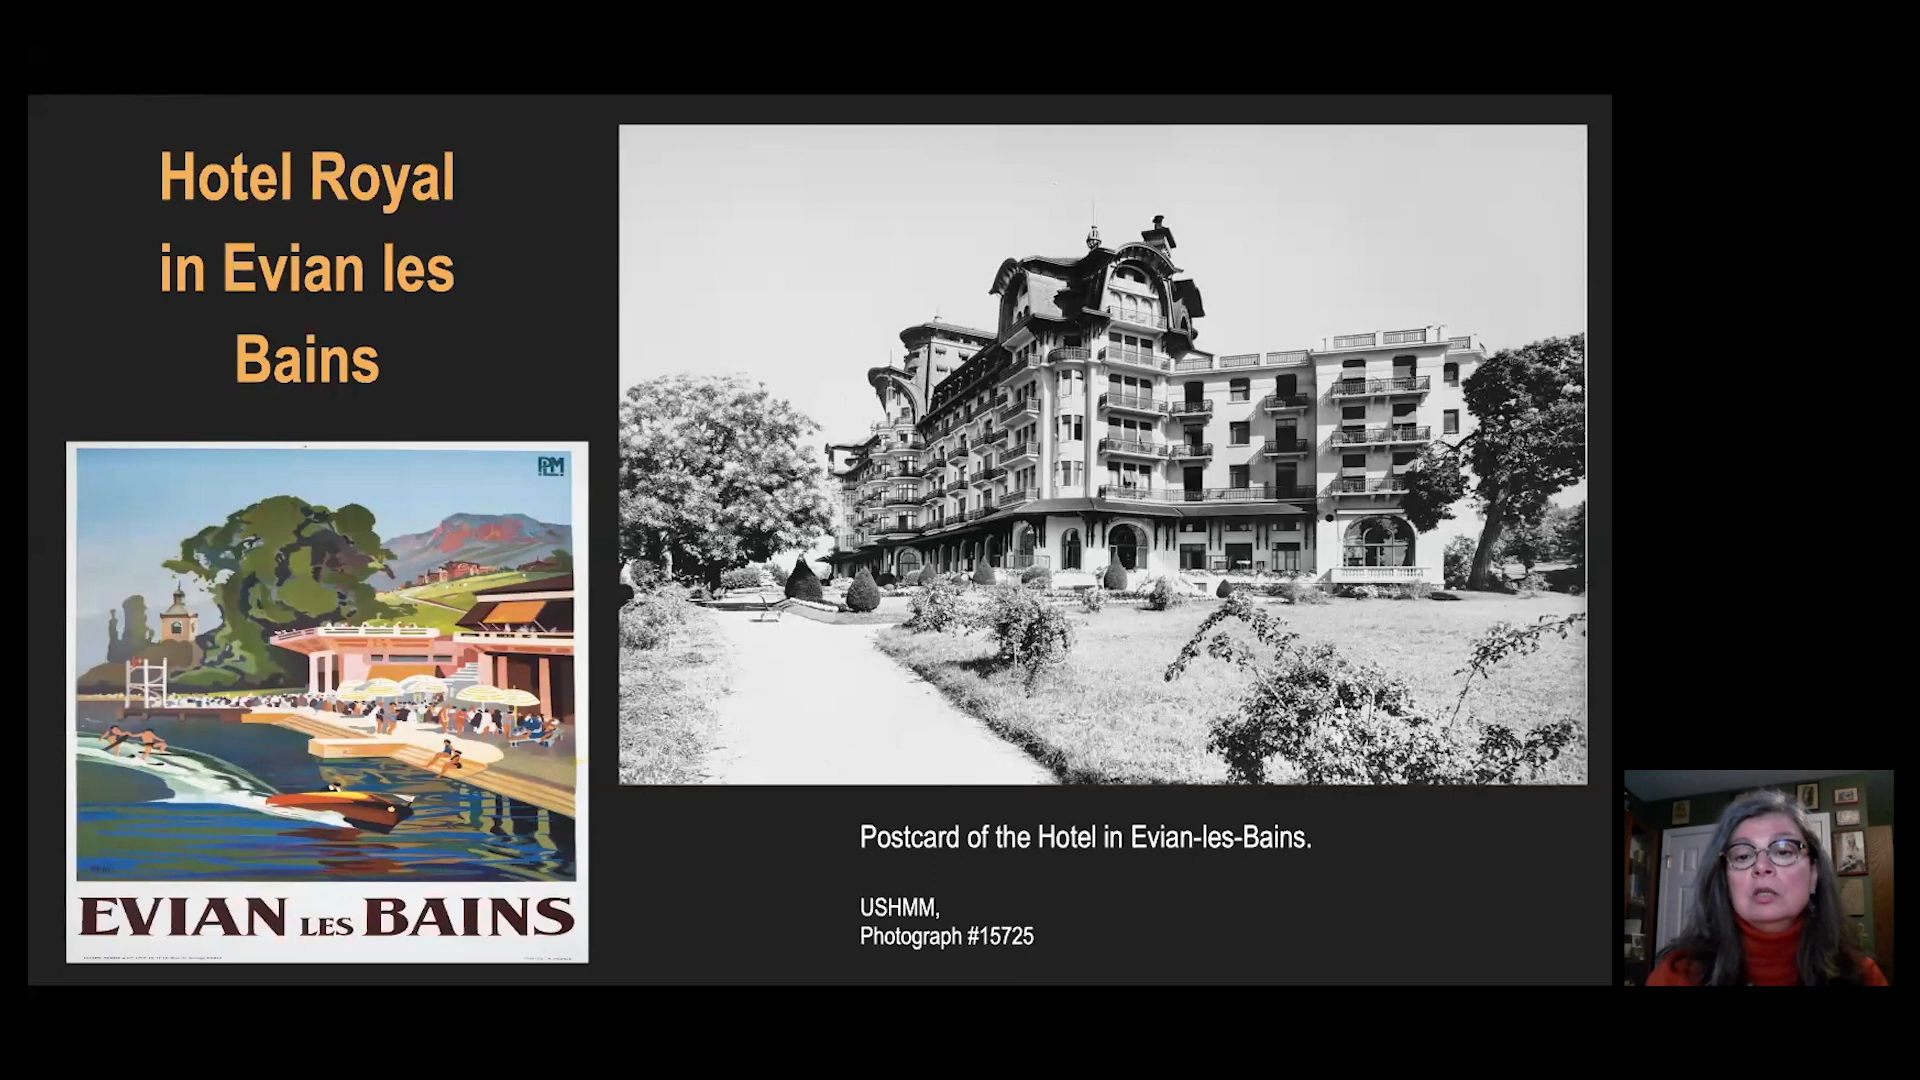 Hotel Royal
in Evian les
Bains
PLM
EVIAN LES BAINS
Postcard of the Hotel in Evian-les-Bains.
USHMM,
Photograph #15725